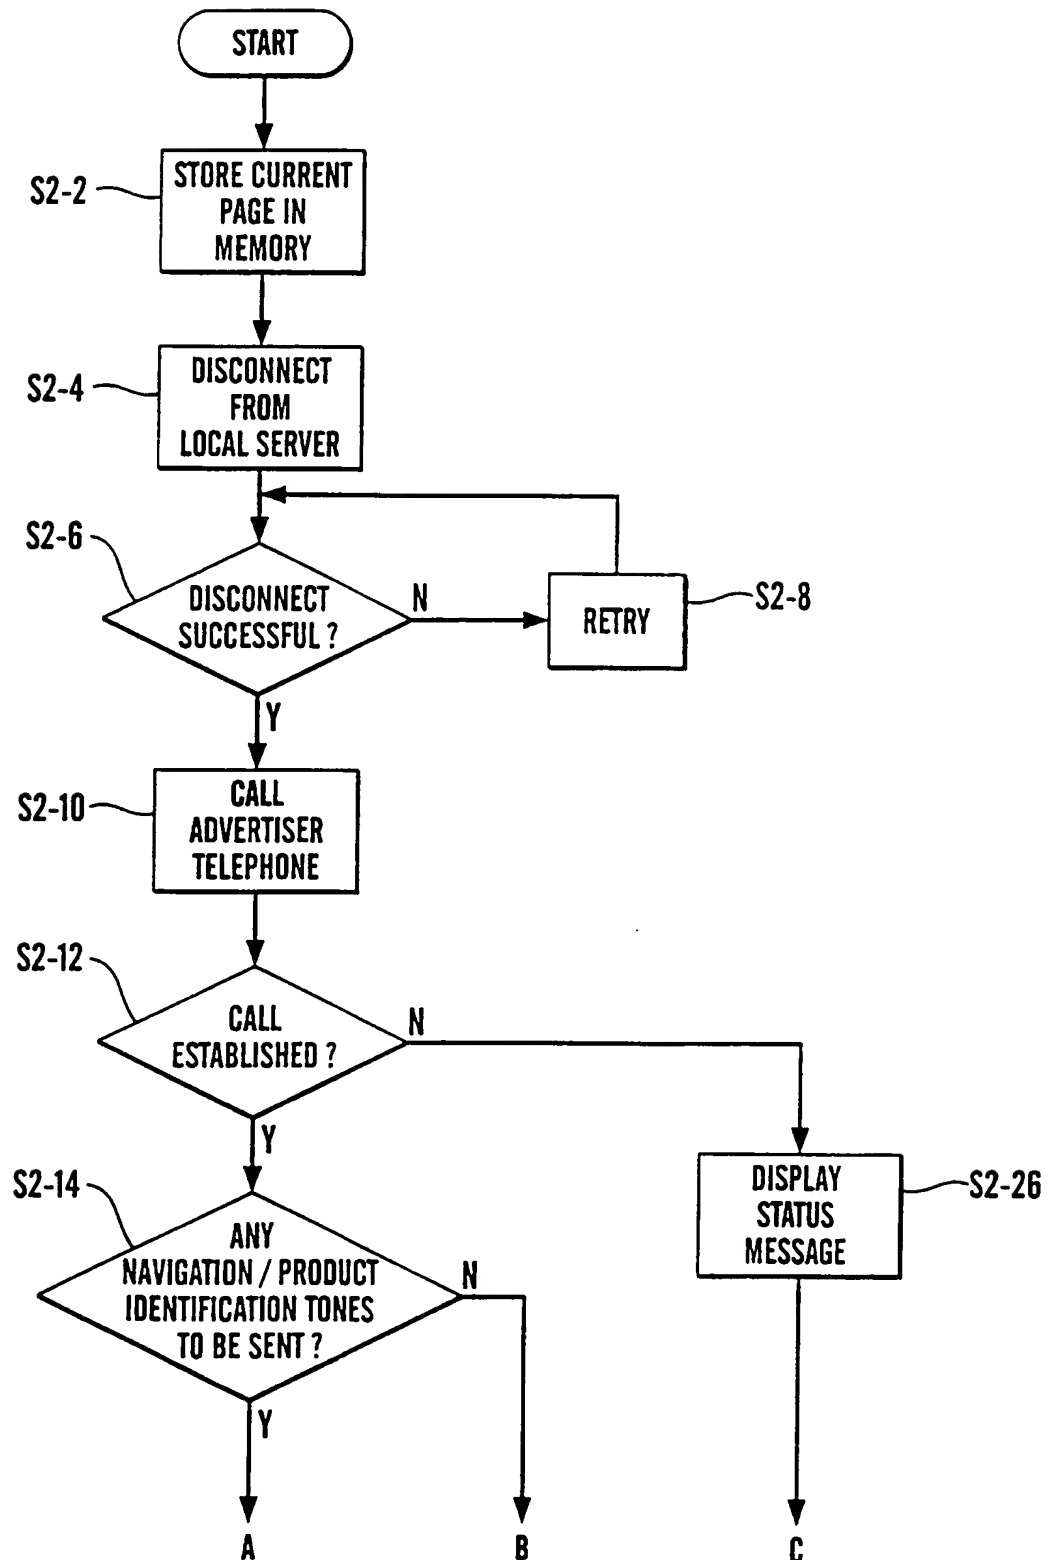 START
S2-2
STORE CURRENT
PAGE IN
MEMORY
S2-4
DISCONNECT
FROM
LOCAL SERVER
S2-6
DISCONNECT
SUCCESSFUL ?
N
RETRY
S2-8
Y
S2-10
CALL
ADVERTISER
TELEPHONE
S2-12
CALL
ESTABLISHED ?
N
Y
DISPLAY
STATUS
MESSAGE
S2-26
S2-14
ANY
NAVIGATION / PRODUCT
IDENTIFICATION TONES
TO BE SENT ?
N
Y
A
B
C